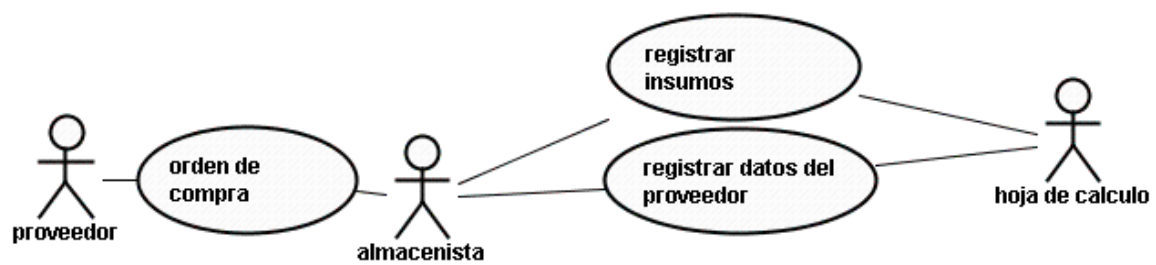 registrar
insumos
orden de
compra
registrar datos del
proveedor
proveedor
almacenista
hoja de calculo